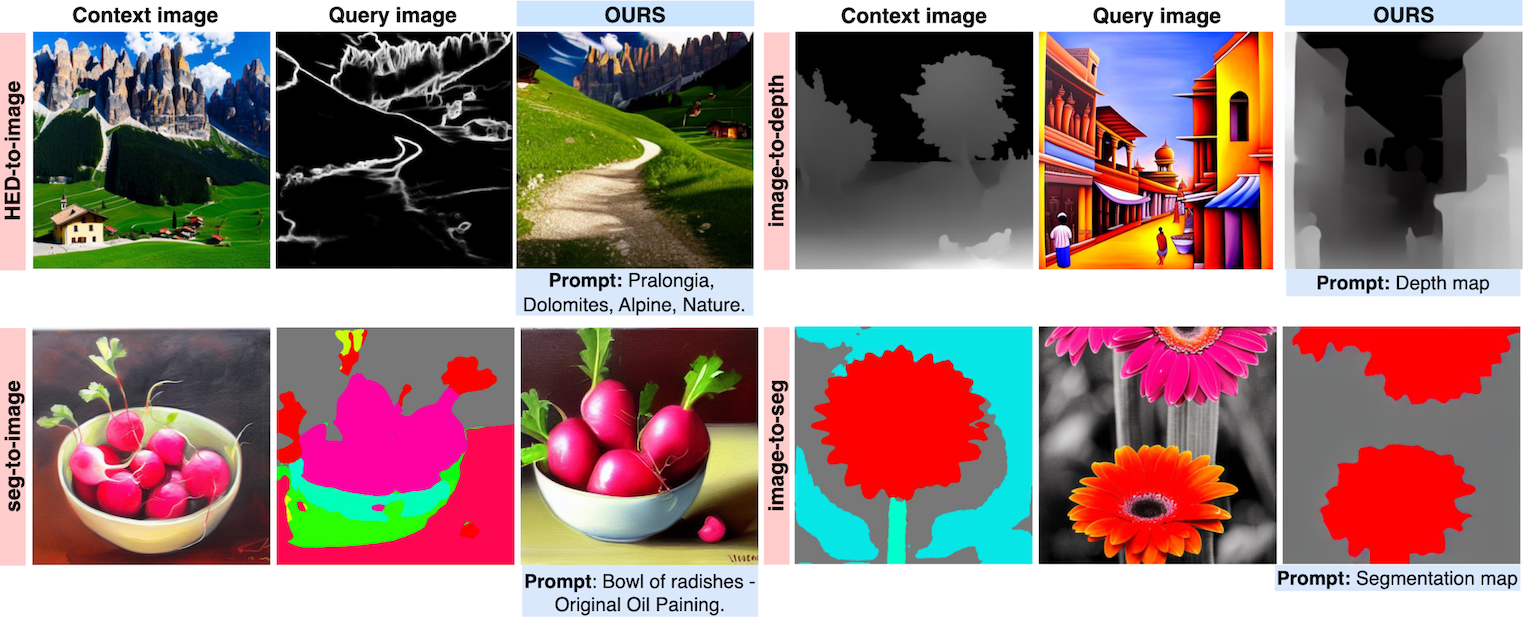 Context image
Query image
OURS
Context image
Query image
OURS
HED-to-image
image-to-depth
Prompt: Pralongia,
Dolomites, Alpine, Nature.
Prompt: Depth map
seg-to-image
image-to-seg
Prompt: Bowl of radishes -
Original Oil Paining.
Prompt: Segmentation map